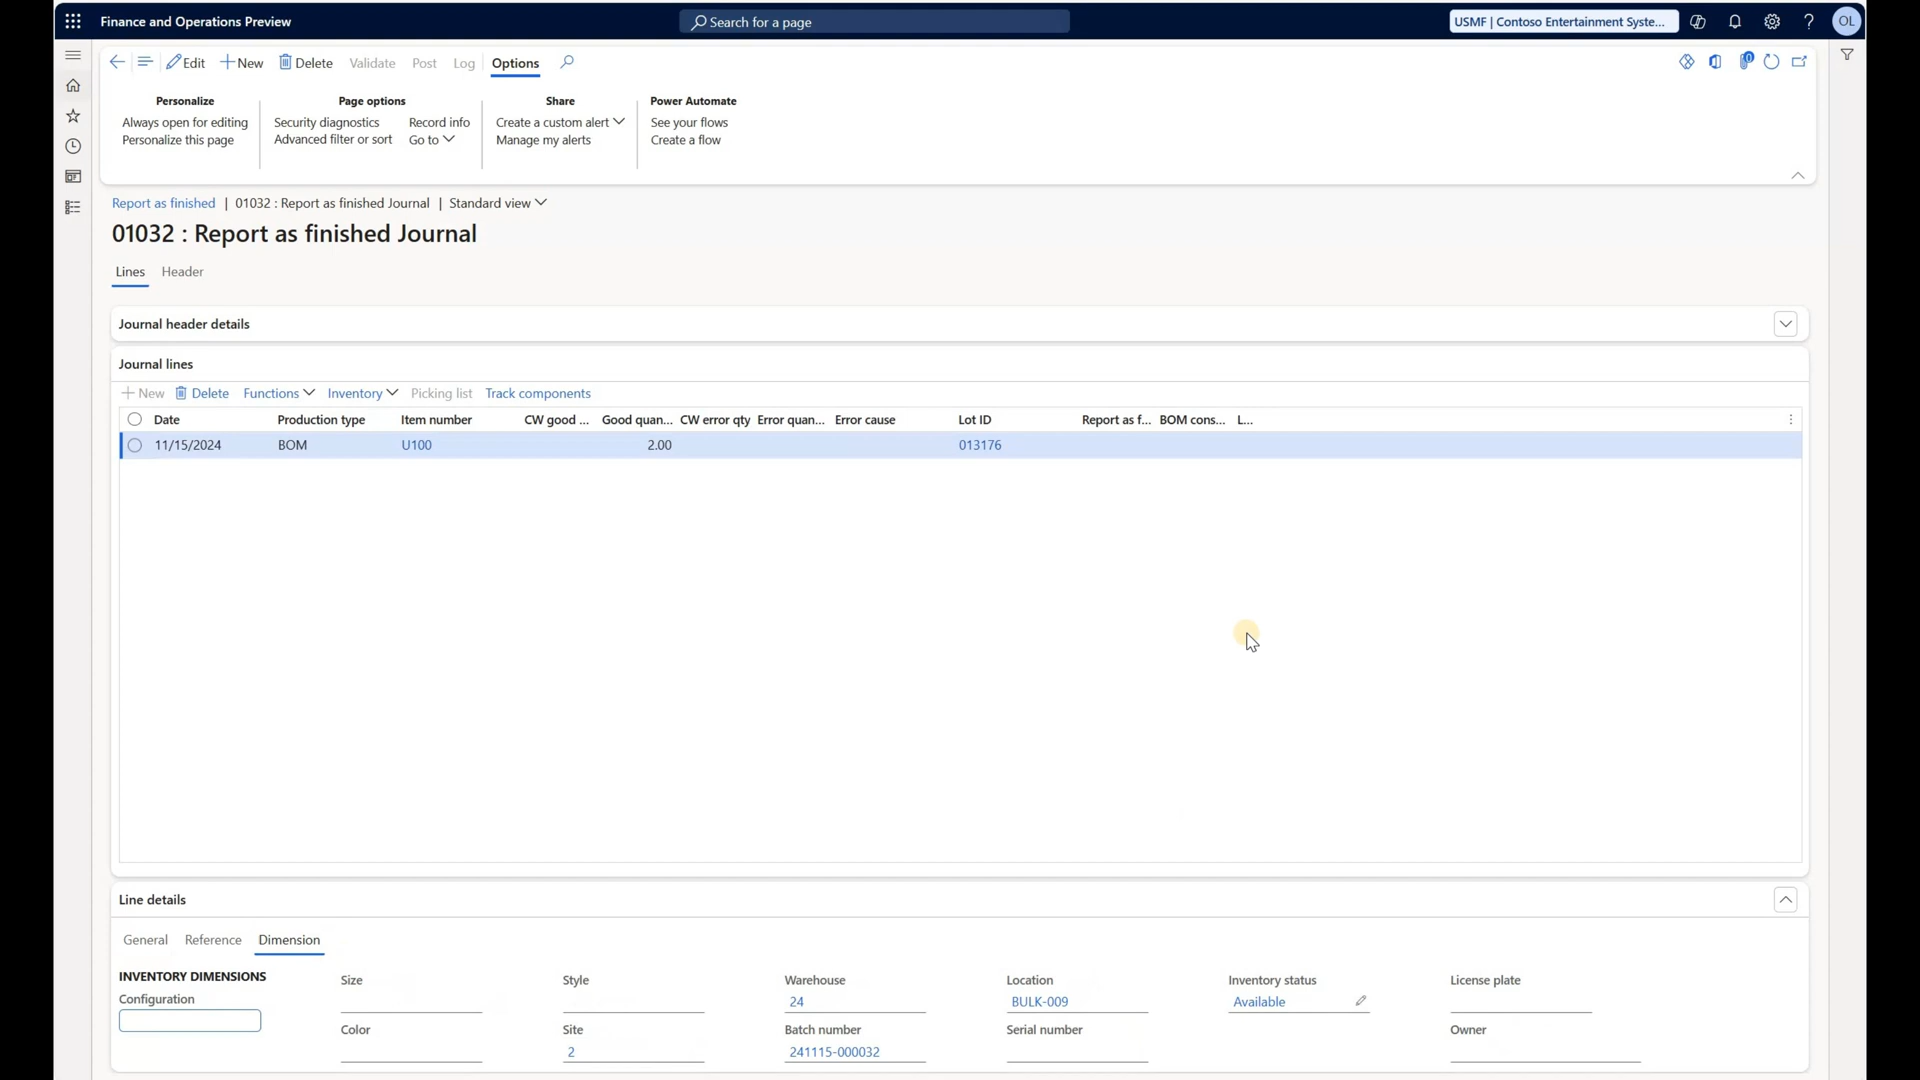 Finance and Operations Preview
Search for a page
USMF | Contoso Entertainment Syste...
?
OL
Edit
New
Delete
Validate
Post
Log
Options
0
Personalize
Page options
Share
Power Automate
Always open for editing
Security diagnostics
Record info
Create a custom alert
See your flows
Personalize this page
Advanced filter or sort
Go to
Manage my alerts
Create a flow
Report as finished | 01032 : Report as finished Journal | Standard view
01032 : Report as finished Journal
Lines
Header
Journal header details
Journal lines
New
Delete
Functions
Inventory
Picking list
Track components
Date
Production type
Item number
CW good ...
Good quan...
CW error qty
Error quan...
Error cause
Lot ID
Report as f...
BOM cons...
L...
11/15/2024
BOM
U100
2.00
013176
Line details
General
Reference
Dimension
INVENTORY DIMENSIONS
Size
Style
Warehouse
Location
Inventory status
License plate
Configuration
24
BULK-009
Available
Color
Site
Batch number
Serial number
Owner
2
241115-000032